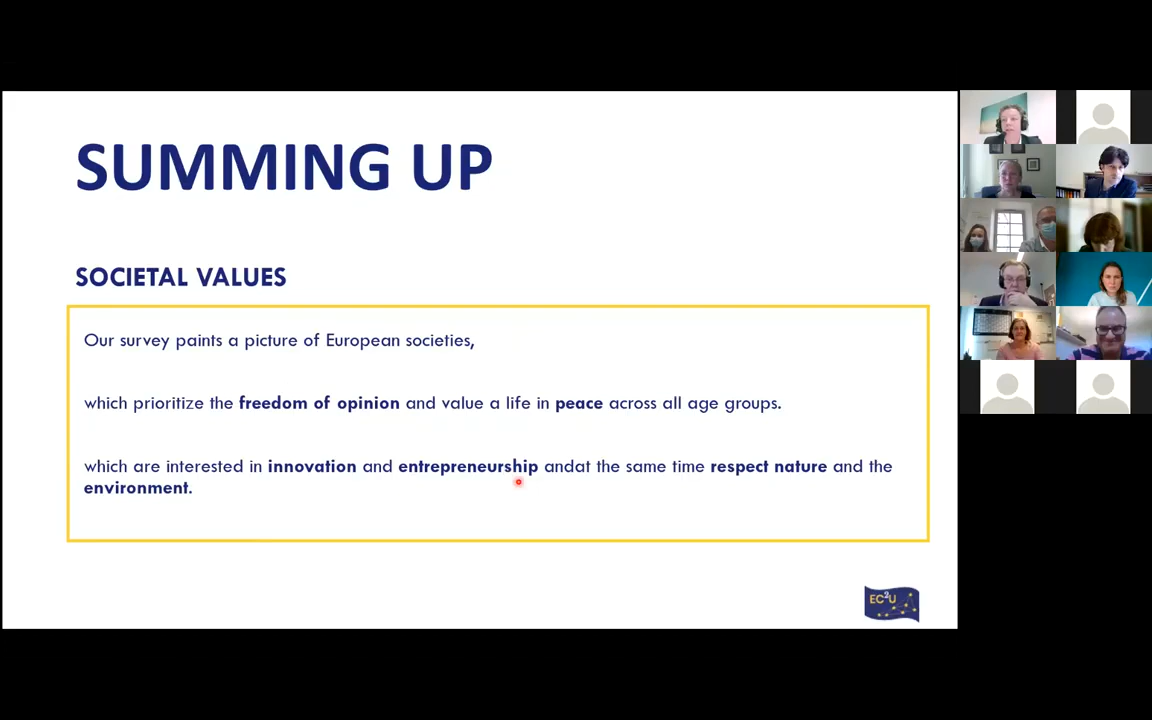 SUMMING UP
SOCIETAL VALUES
Our survey paints a picture of European societies,
which prioritize the freedom of opinion and value a life in peace across all age groups.
which are interested in innovation and entrepreneurship andat the same time respect nature and the
environment.
EC²U